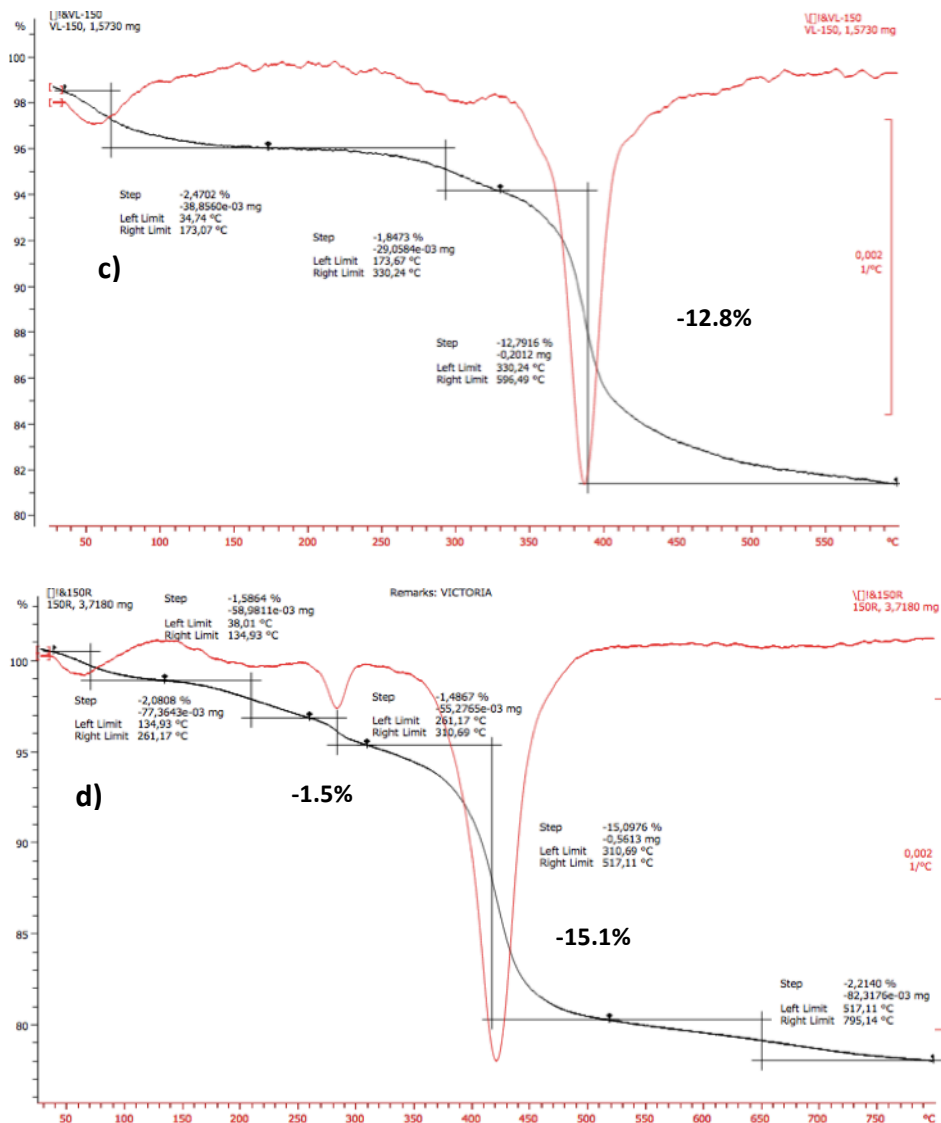 []!&VL-150
VL-150, 1,5730 mg
\[]!&VL-150
VL-150, 1,5730 mg
%
100
98
96
94
92
90
88
86
84
82
80
Step -2,4702 %
-38,8560e-03 mg
Left Limit 34,74 °C
Right Limit 173,07 °C
c)
Step -1,8473 %
-29,0584e-03 mg
Left Limit 173,67 °C
Right Limit 330,24 °C
0,002
1/°C
-12.8%
Step -12,7916 %
-0,2012 mg
Left Limit 330,24 °C
Right Limit 596,49 °C
50 100 150 200 250 300 350 400 450 500 550 °C
[]!&150R
150R, 3,7180 mg
Remarks: VICTORIA
\[]!&150R
150R, 3,7180 mg
%
100
95
90
85
80
Step -1,5864 %
-58,9811e-03 mg
Left Limit 38,01 °C
Right Limit 134,93 °C
Step -2,0808 %
-77,3643e-03 mg
Left Limit 134,93 °C
Right Limit 261,17 °C
Step -1,4867 %
-55,2765e-03 mg
Left Limit 261,17 °C
Right Limit 310,69 °C
d)
-1.5%
Step -15,0976 %
-0,5613 mg
Left Limit 310,69 °C
Right Limit 517,11 °C
0,002
1/°C
-15.1%
Step -2,2140 %
-82,3176e-03 mg
Left Limit 517,11 °C
Right Limit 795,14 °C
50 100 150 200 250 300 350 400 450 500 550 600 650 700 750 °C